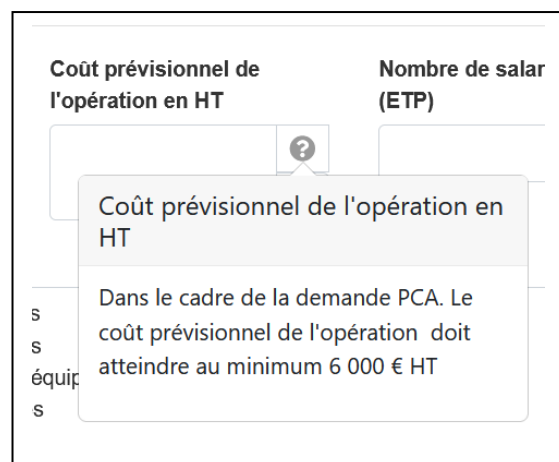 Coût prévisionnel de
l'opération en HT
Nombre de salar
(ETP)
?
Coût prévisionnel de l'opération en
HT
Dans le cadre de la demande PCA. Le
coût prévisionnel de l'opération doit
atteindre au minimum 6 000 € HT
s
s
équip
s